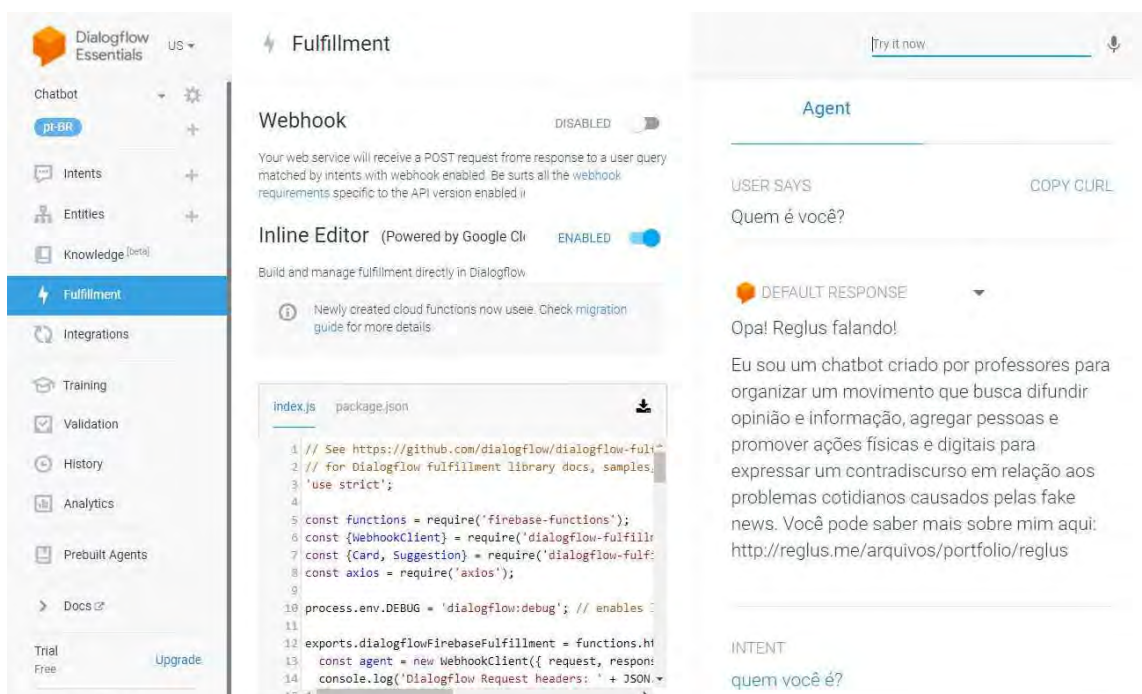 Dialogflow
Essentials
US
Chatbot
pt-BR
Intents
Entities
Knowledge [beta]
Fulfillment
Integrations
Training
Validation
History
Analytics
Prebuilt Agents
Docs
Trial
Free
Upgrade
Fulfillment
Webhook
DISABLED
Your web service will receive a POST request frome response to a user query
matched by intents with webhook enabled. Be surts all the webhook
requirements specific to the API version enabled i
Inline Editor (Powered by Google Cl
ENABLED
Build and manage fulfillment directly in Dialogflow
Newly created cloud functions now useie. Check migration
guide for more details
index.js package.json
1 // See https://github.com/dialogflow/dialogflow-ful
2 // for Dialogflow fulfillment library docs, samples,
3 'use strict';
4
5 const functions = require('firebase-functions');
6 const {WebhookClient} = require('dialogflow-fulfill
7 const {Card, Suggestion} = require('dialogflow-fulf
8 const axios = require('axios');
9
10 process.env.DEBUG = 'dialogflow:debug'; // enables
11
12 exports.dialogflowFirebaseFulfillment = functions.ht
13 const agent = new WebhookClient({ request, respon
14 console.log('Dialogflow Request headers: ' + JSON.
Try it now
Agent
USER SAYS
COPY CURL
Quem é você?
DEFAULT RESPONSE
Opa! Reglus falando!
Eu sou um chatbot criado por professores para
organizar um movimento que busca difundir
opinião e informação, agregar pessoas e
promover ações físicas e digitais para
expressar um contradiscurso em relação aos
problemas cotidianos causados pelas fake
news. Você pode saber mais sobre mim aqui:
http://reglus.me/arquivos/portfolio/reglus
INTENT
quem você é?